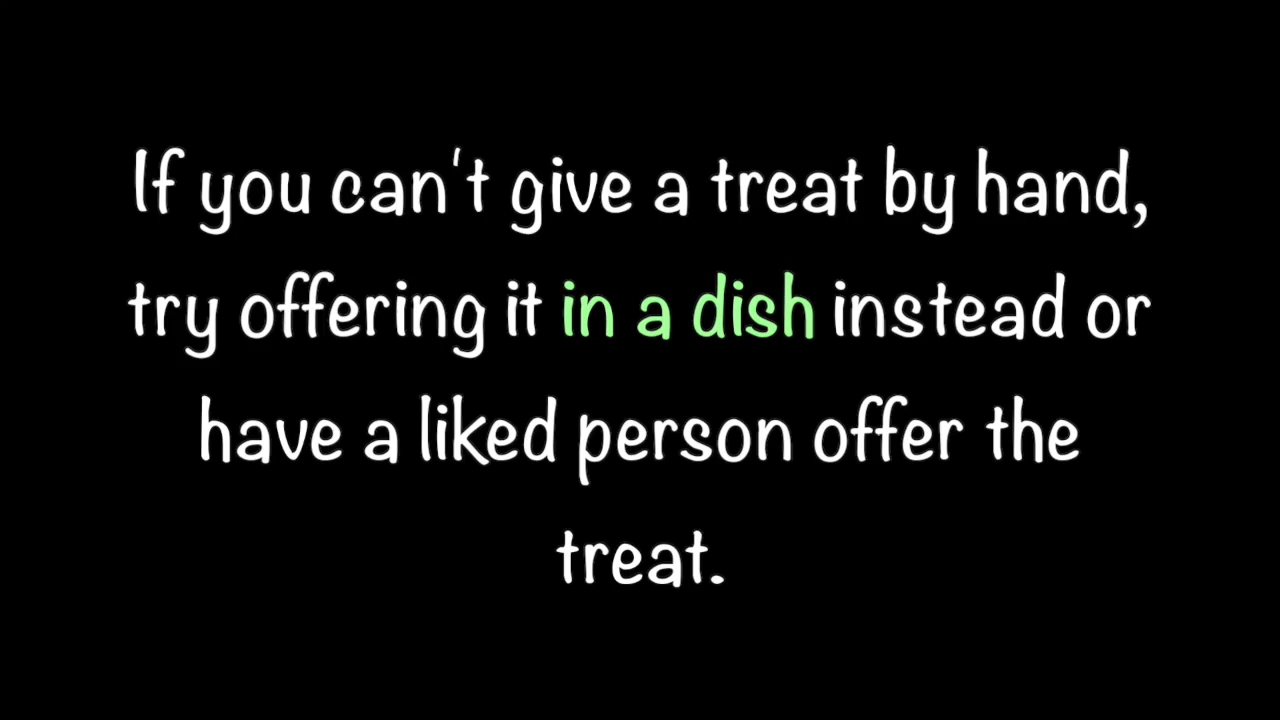 If you can't give a treat by hand,
try offering it in a dish instead or
have a liked person offer the
treat.